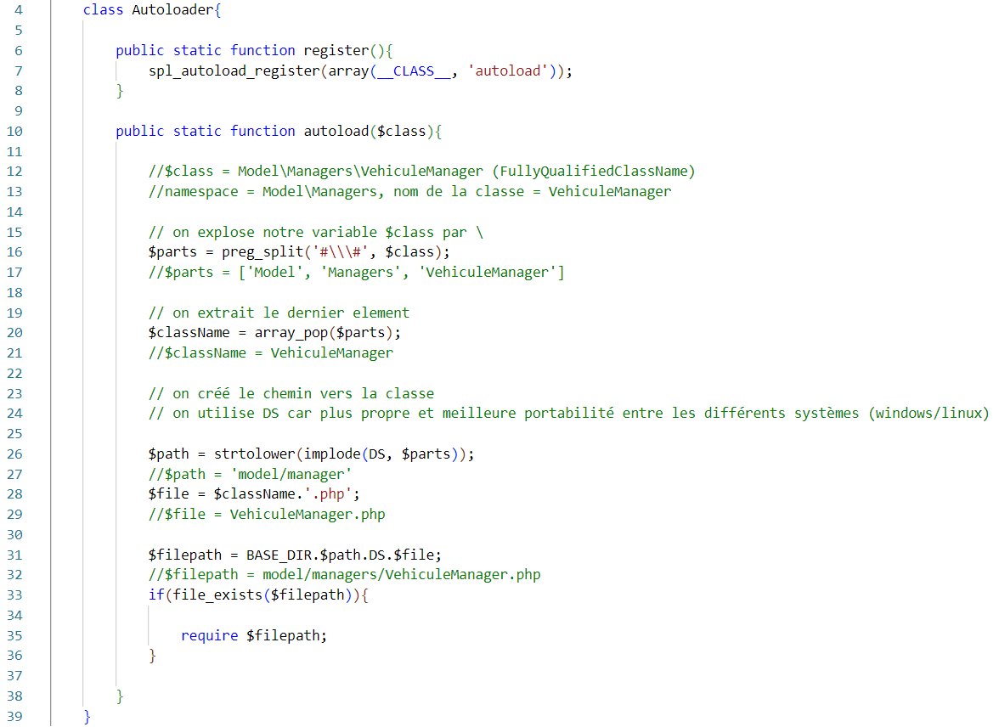 4 class Autoloader{
5
6 public static function register(){
7 spl_autoload_register(array(__CLASS__, 'autoload'));
8 }
9
10 public static function autoload($class){
11
12 //$class = Model\Managers\VehiculeManager (FullyQualifiedClassName)
13 //namespace = Model\Managers, nom de la classe = VehiculeManager
14
15 // on explose notre variable $class par \
16 $parts = preg_split('#\\\#', $class);
17 //$parts = ['Model', 'Managers', 'VehiculeManager']
18
19 // on extrait le dernier element
20 $className = array_pop($parts);
21 //$className = VehiculeManager
22
23 // on créé le chemin vers la classe
24 // on utilise DS car plus propre et meilleure portabilité entre les différents systèmes (windows/linux)
25
26 $path = strtolower(implode(DS, $parts));
27 //$path = 'model/manager'
28 $file = $className.'.php';
29 //$file = VehiculeManager.php
30
31 $filepath = BASE_DIR.$path.DS.$file;
32 //$filepath = model/managers/VehiculeManager.php
33 if(file_exists($filepath)){
34
35 require $filepath;
36 }
37
38 }
39 }